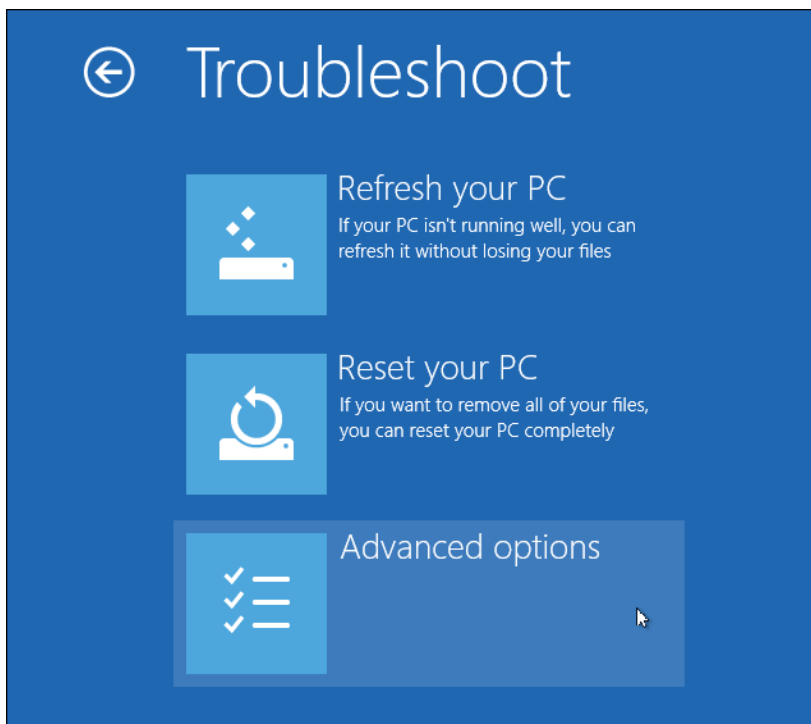 Troubleshoot
Refresh your PC
If your PC isn't running well, you can
refresh it without losing your files
Reset your PC
If you want to remove all of your files,
you can reset your PC completely
Advanced options